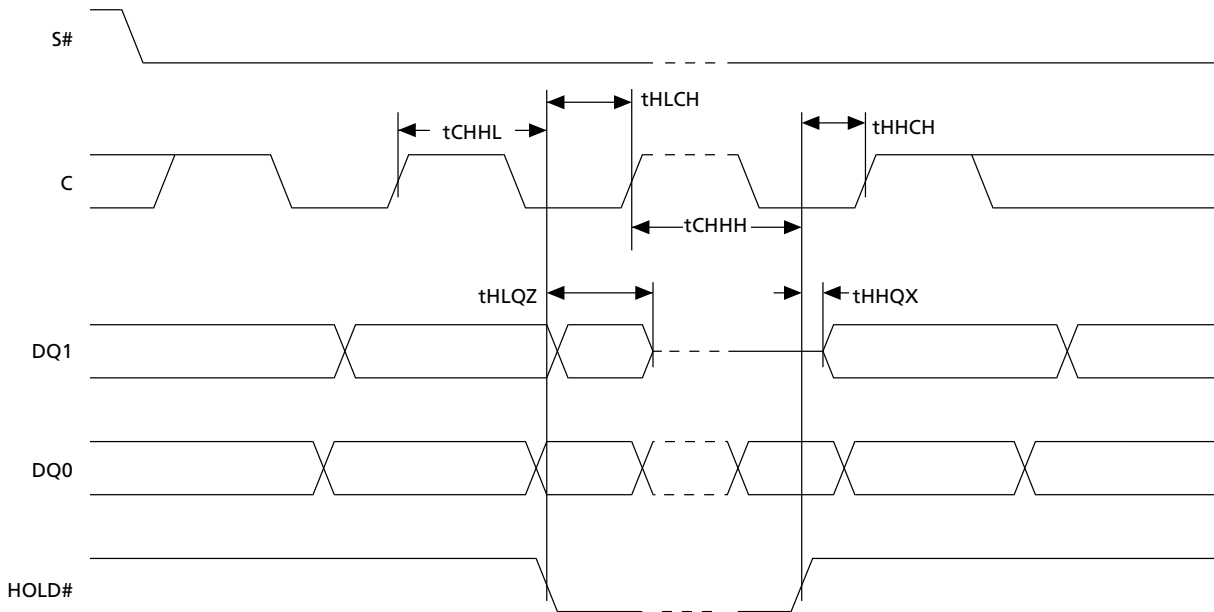 S#
tHLCH
tCHHL
tHHCH
C
tCHHH
tHLQZ
tHHQX
DQ1
DQ0
HOLD#